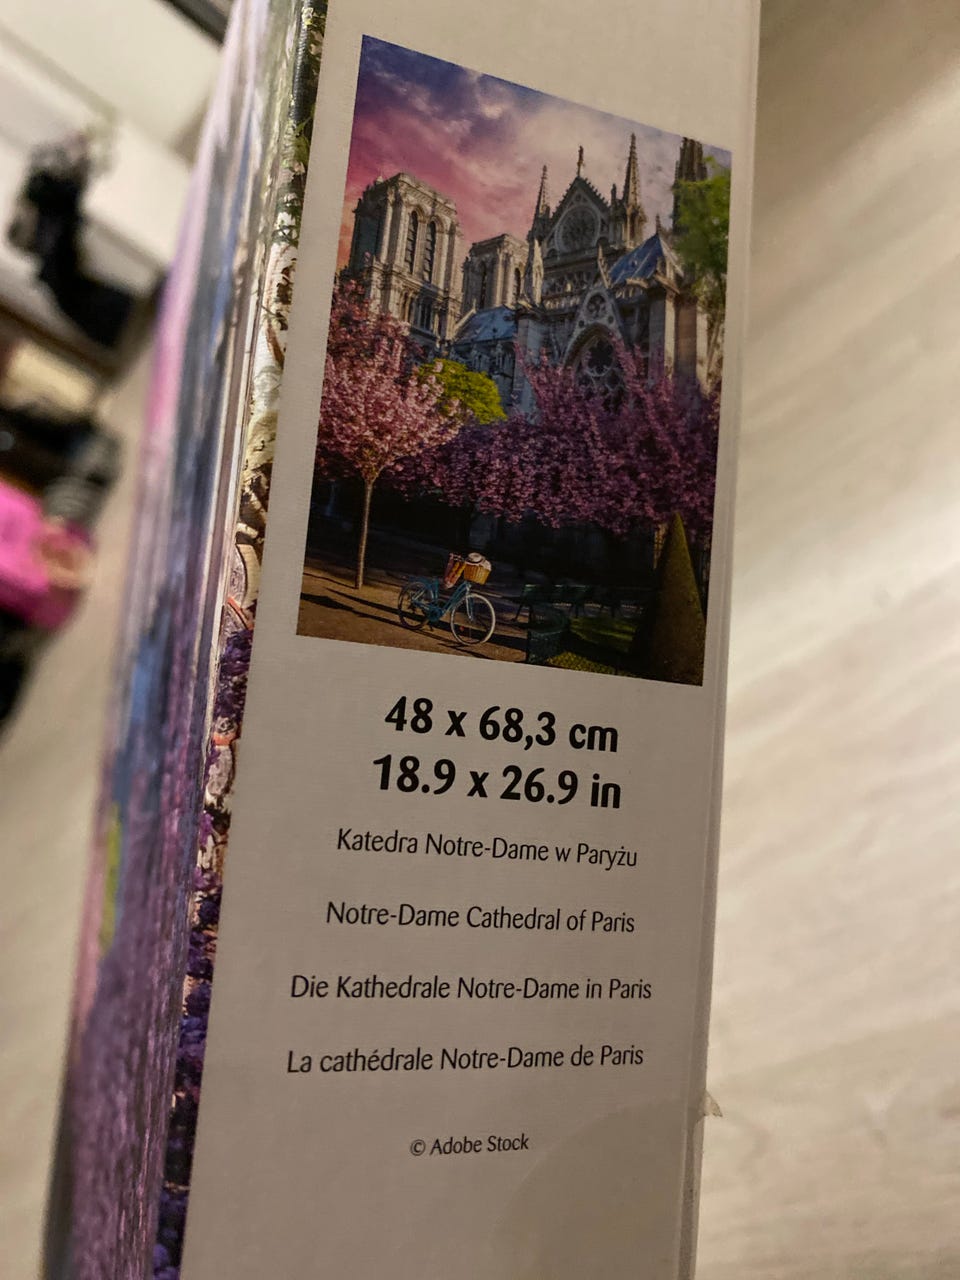 48 x 68,3 cm
18.9 x 26.9 in
Katedra Notre-Dame w Paryżu
Notre-Dame Cathedral of Paris
Die Kathedrale Notre-Dame in Paris
La cathédrale Notre-Dame de Paris
© Adobe Stock